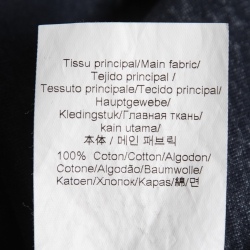 Tissu principal/Main fabric/
Tejido principal /
Tessuto principale/Tecido principal/
Hauptgewebe/
Kledingstuk/Главная ткань/
kain utama/
本体 / 메인 패브릭
100% Coton/Cotton/Algodon/
Cotone/Algodão/Baumwolle/
Katoen/Хлопок/Kapas/綿/면